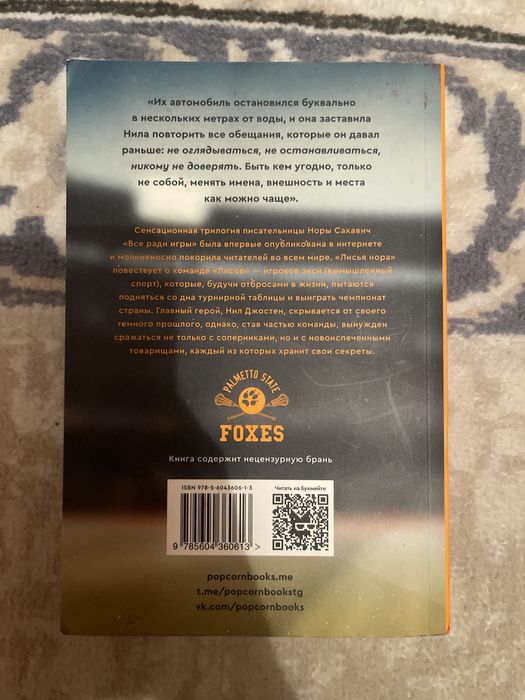 «Их автомобиль остановился буквально
в нескольких метрах от воды, и она заставила
Нила повторить все обещания, которые он давал
раньше: не оглядываться, не останавливаться,
никому не доверять. Быть кем угодно, только
не собой, менять имена, внешность и места
как можно чаще».
Сенсационная трилогия писательницы Норы Сакавич
«Все ради игры» была впервые опубликована в интернете
и молниеносно покорила читателей во всем мире. «Лисья нора»
повествует о команде «Лисов» — игроков экси (вымышленный
спорт), которые, будучи отбросами в жизни, пытаются
подняться со дна турнирной таблицы и выиграть чемпионат
страны. Главный герой, Нил Джостен, скрывается от своего
темного прошлого, однако, став частью команды, вынужден
сражаться не только с соперниками, но и с новоиспеченными
товарищами, каждый из которых хранит свои секреты.
PALMETTO STATE
FOXES
Книга содержит нецензурную брань
ISBN 978-5-6043606-1-3
Читать на Букмейте
9 785604 360613 >
popcornbooks.me
t.me/popcornbookstg
vk.com/popcornbooks